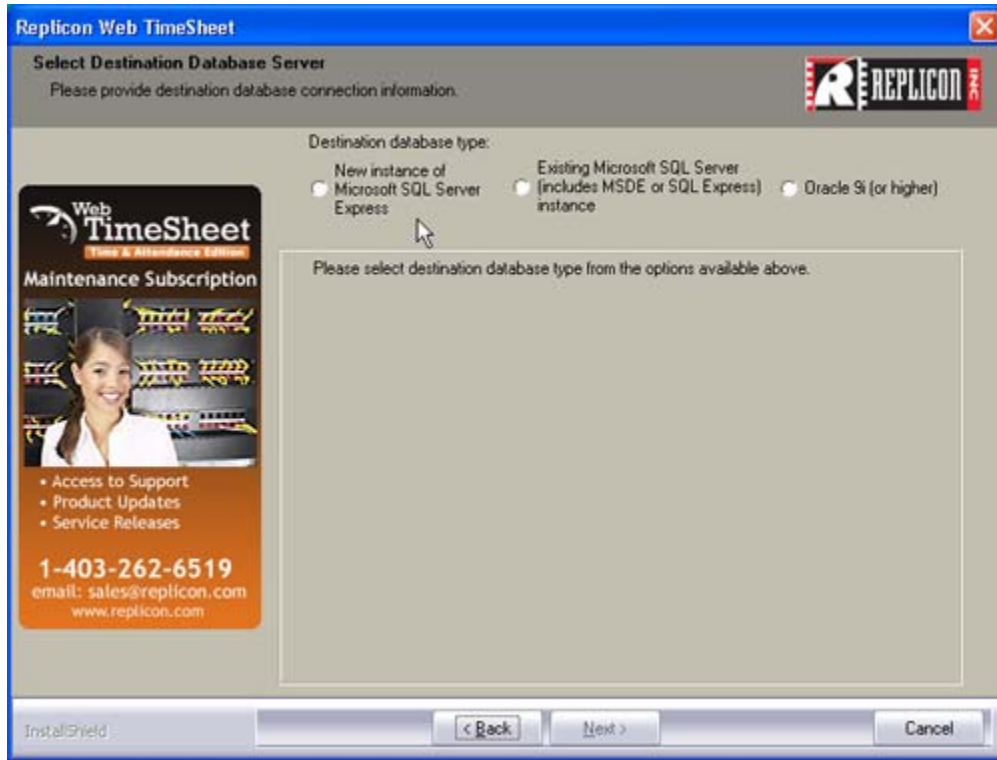 Replicon Web TimeSheet
Select Destination Database Server
Please provide destination database connection information.
REPLICON INC
Destination database type:
New instance of
Microsoft SQL Server
Express
Existing Microsoft SQL Server
(includes MSDE or SQL Express)
instance
Oracle 9i (or higher)
Web
TimeSheet
Time & Attendance Edition
Maintenance Subscription
• Access to Support
• Product Updates
• Service Releases
1-403-262-6519
email: sales@replicon.com
www.replicon.com
Please select destination database type from the options available above.
InstallShield
< Back
Next >
Cancel